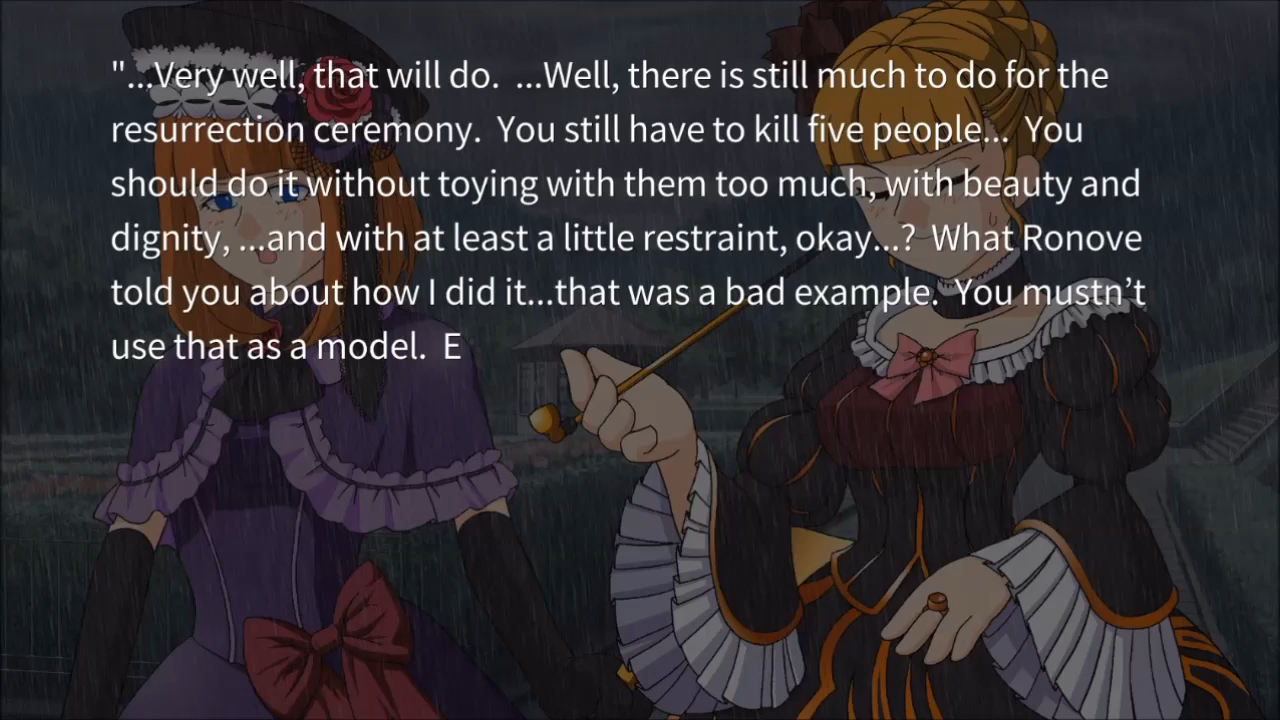 "...Very well, that will do.  ...Well, there is still much to do for the
resurrection ceremony.  You still have to kill five people...  You
should do it without toying with them too much, with beauty and
dignity, ...and with at least a little restraint, okay...?  What Ronove
told you about how I did it...that was a bad example.  You mustn’t
use that as a model.  E